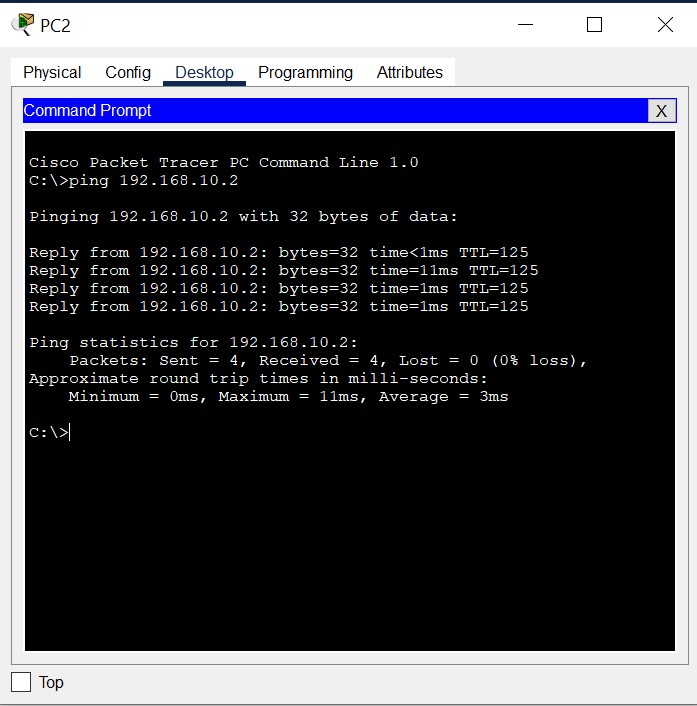 PC2
Physical Config Desktop Programming Attributes
Command Prompt X
Cisco Packet Tracer PC Command Line 1.0
C:\>ping 192.168.10.2
Pinging 192.168.10.2 with 32 bytes of data:
Reply from 192.168.10.2: bytes=32 time<1ms TTL=125
Reply from 192.168.10.2: bytes=32 time=11ms TTL=125
Reply from 192.168.10.2: bytes=32 time=1ms TTL=125
Reply from 192.168.10.2: bytes=32 time=1ms TTL=125
Ping statistics for 192.168.10.2:
    Packets: Sent = 4, Received = 4, Lost = 0 (0% loss),
Approximate round trip times in milli-seconds:
    Minimum = 0ms, Maximum = 11ms, Average = 3ms
C:\>
Top